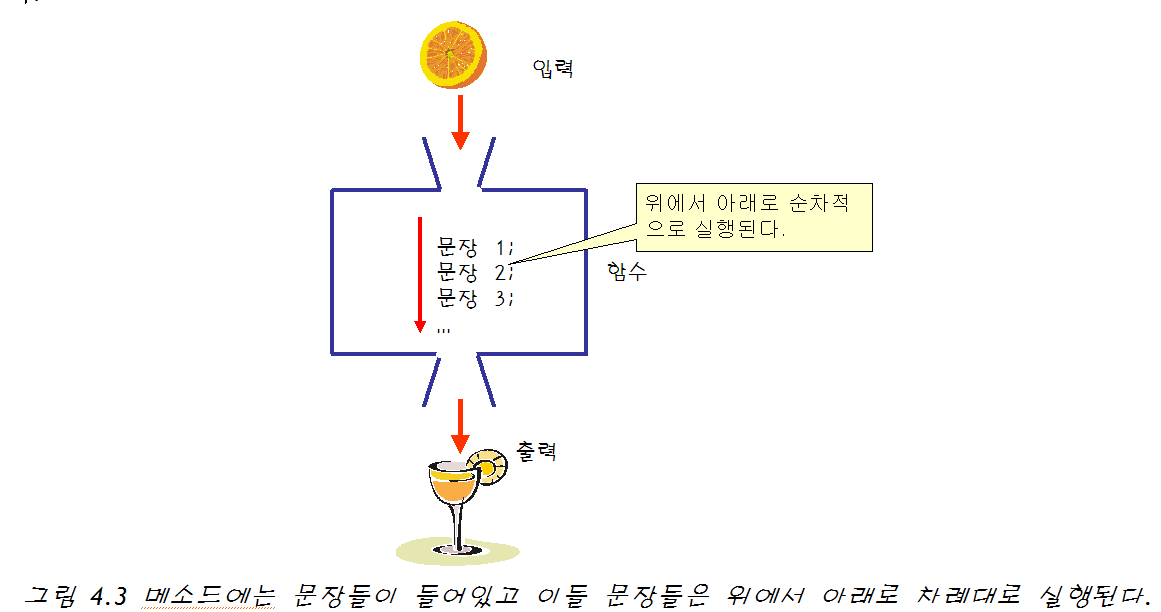 입력
위에서 아래로 순차적
으로 실행된다.
문장 1;
문장 2;
문장 3;
...
함수
출력
그림 4.3 메소드에는 문장들이 들어있고 이들 문장들은 위에서 아래로 차례대로 실행된다.